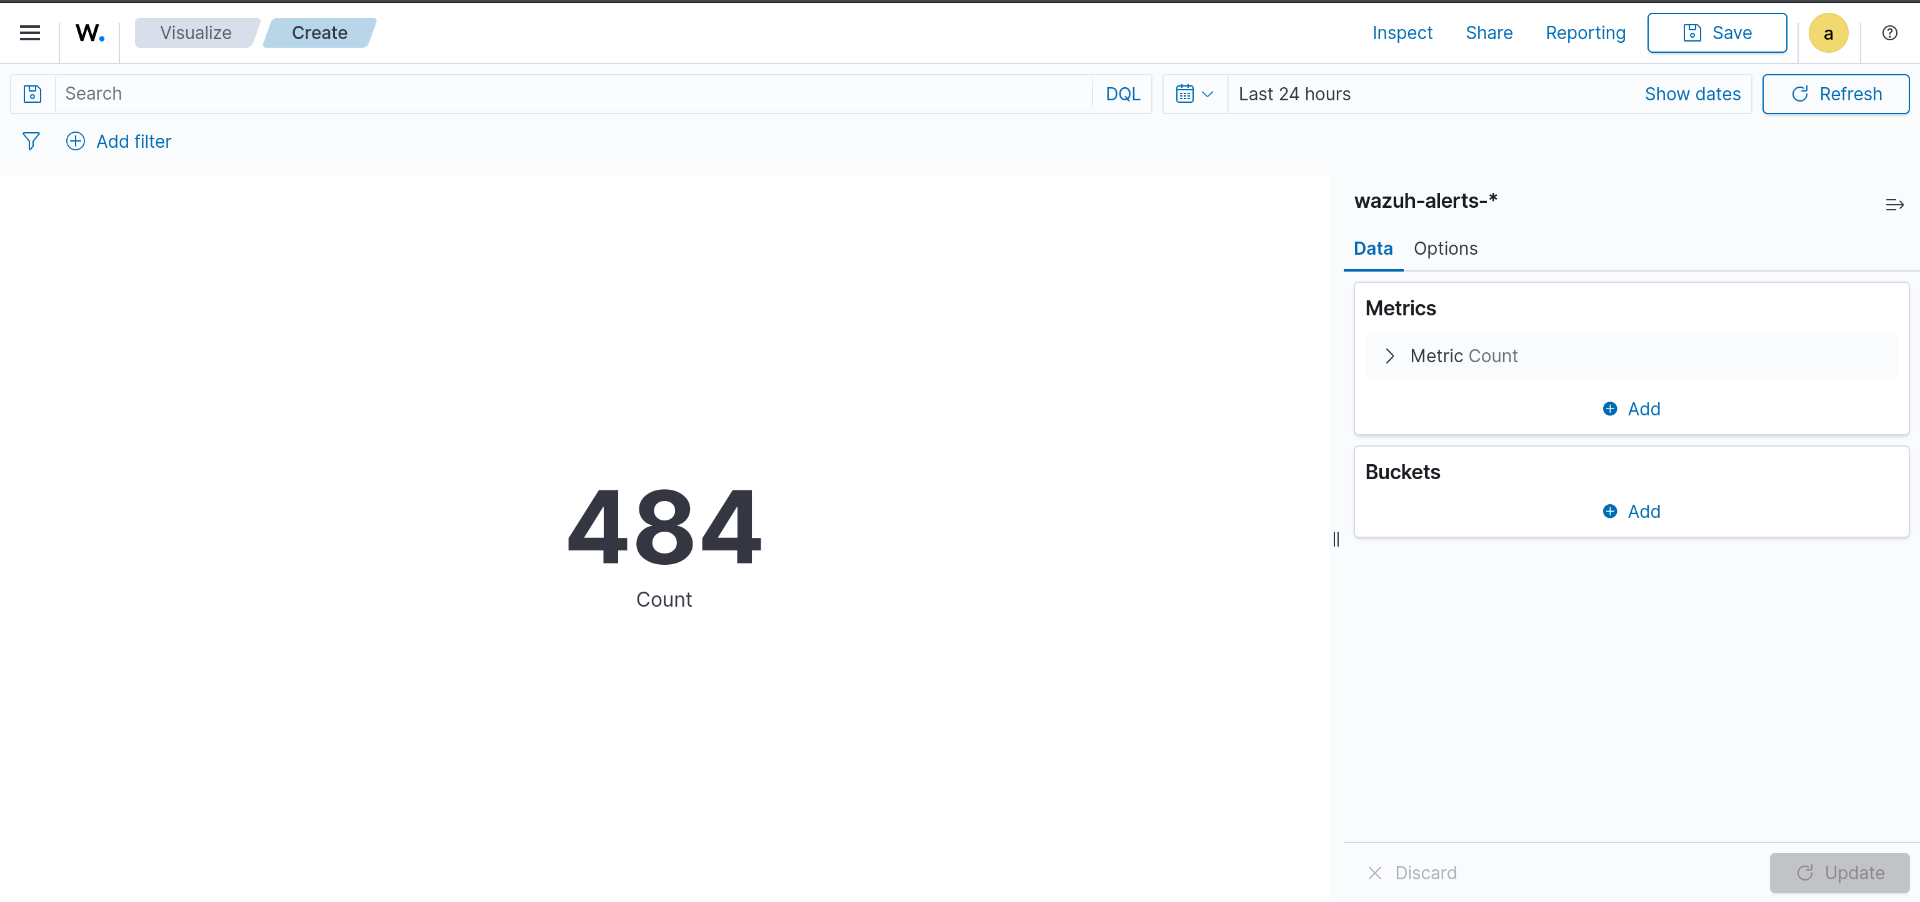 W.
Visualize
Create
Inspect
Share
Reporting
Save
a
Search
DQL
Last 24 hours
Show dates
Refresh
Add filter
484
Count
wazuh-alerts-*
Data
Options
Metrics
Metric Count
Add
Buckets
Add
Discard
Update